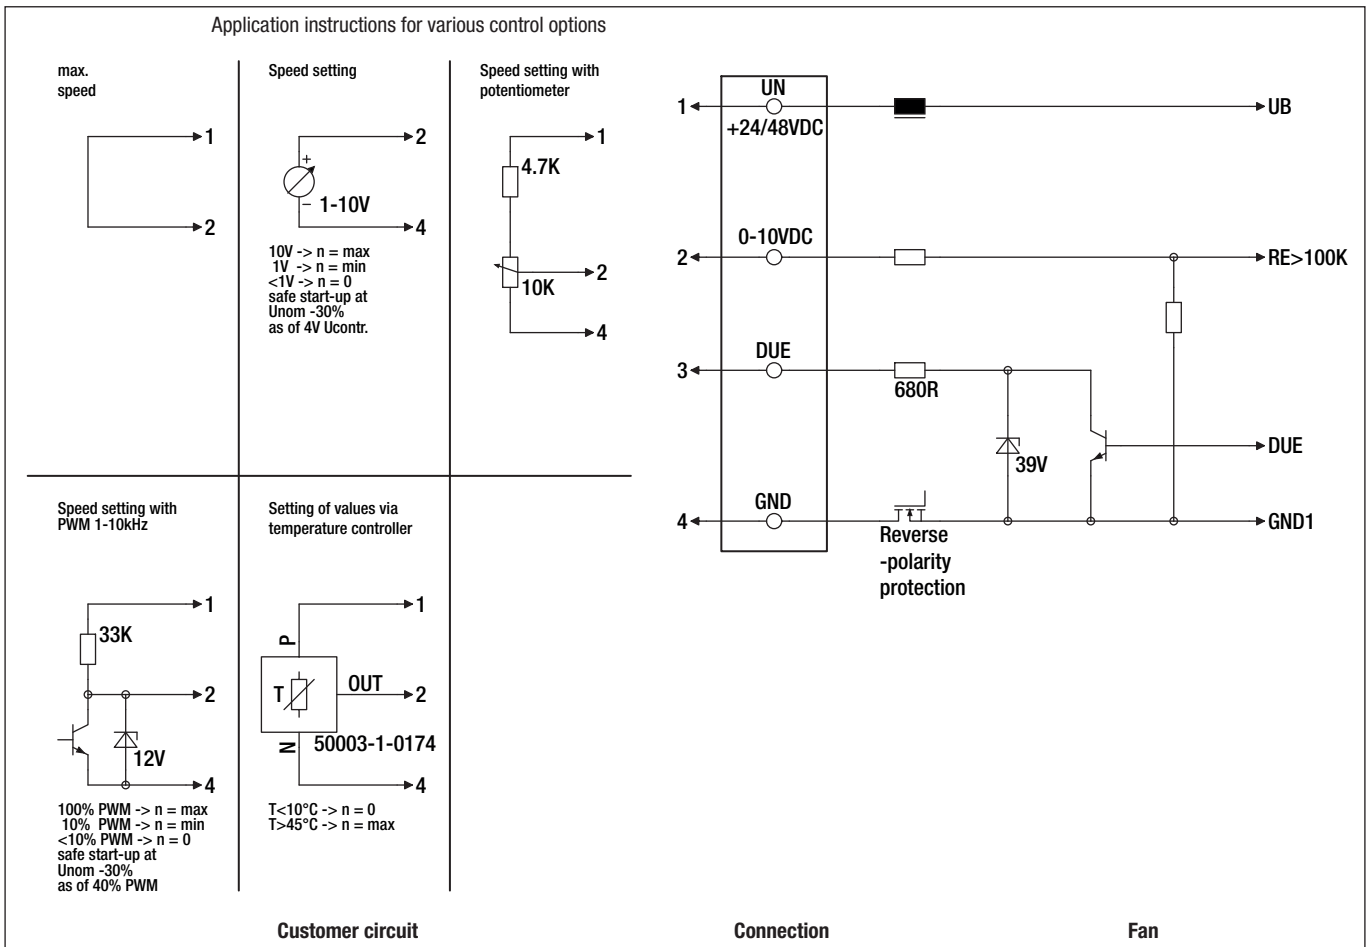 Application instructions for various control options
max.
speed
1
2
Speed setting
2
+
– 1-10V
4
10V -> n = max
1V -> n = min
<1V -> n = 0
safe start-up at
Unom -30%
as of 4V Ucontr.
Speed setting with
potentiometer
1
4.7K
2
10K
4
Speed setting with
PWM 1-10kHz
1
33K
2
12V
4
100% PWM -> n = max
10% PWM -> n = min
<10% PWM -> n = 0
safe start-up at
Unom -30%
as of 40% PWM
Setting of values via
temperature controller
1
P
T
OUT
2
N
50003-1-0174
4
T<10°C -> n = 0
T>45°C -> n = max
1
UN
+24/48VDC
UB
0-10VDC
2
RE>100K
DUE
3
680R
39V
DUE
GND
4
GND1
Reverse
-polarity
protection
Customer circuit
Connection
Fan